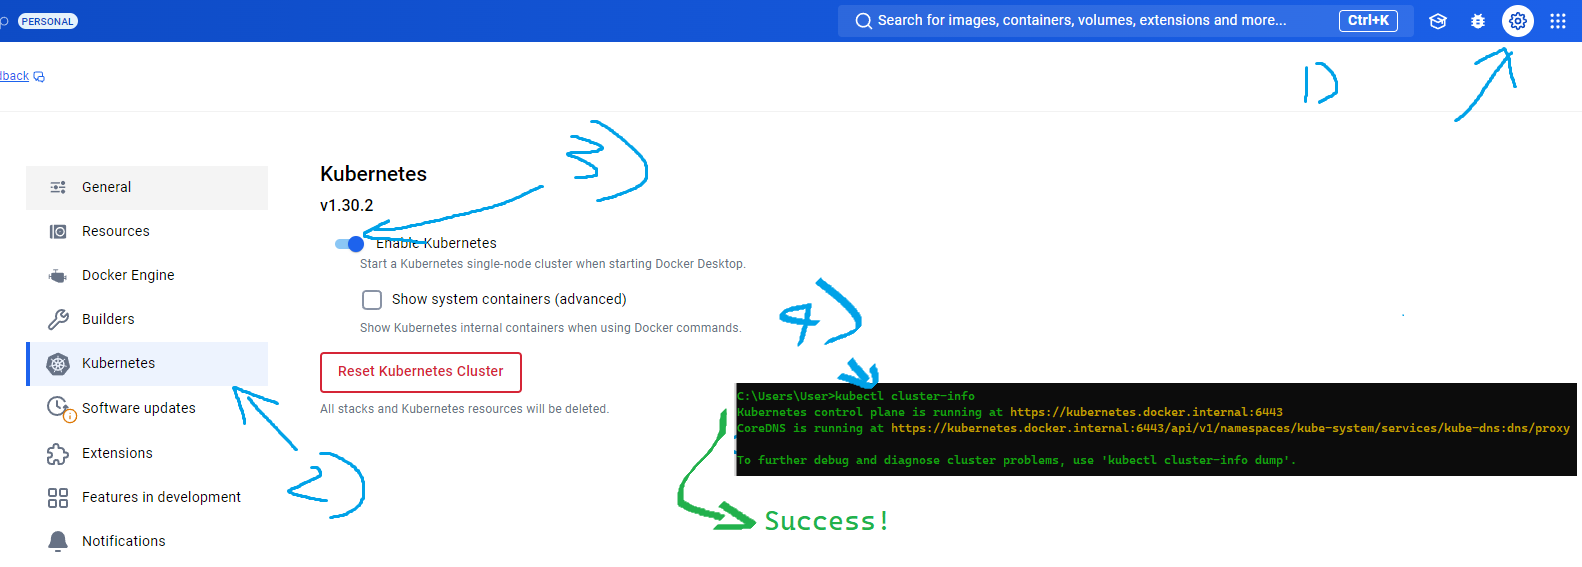 PERSONAL
Search for images, containers, volumes, extensions and more...
Ctrl+K
dback
1)
3)
Kubernetes
v1.30.2
General
Resources
Docker Engine
Builders
Kubernetes
Software updates
Extensions
Features in development
Notifications
Enable Kubernetes
Start a Kubernetes single-node cluster when starting Docker Desktop.
Show system containers (advanced)
Show Kubernetes internal containers when using Docker commands.
Reset Kubernetes Cluster
All stacks and Kubernetes resources will be deleted.
2)
4)
C:\Users\User>kubectl cluster-info
Kubernetes control plane is running at https://kubernetes.docker.internal:6443
CoreDNS is running at https://kubernetes.docker.internal:6443/api/v1/namespaces/kube-system/services/kube-dns:dns/proxy
To further debug and diagnose cluster problems, use 'kubectl cluster-info dump'.
Success!